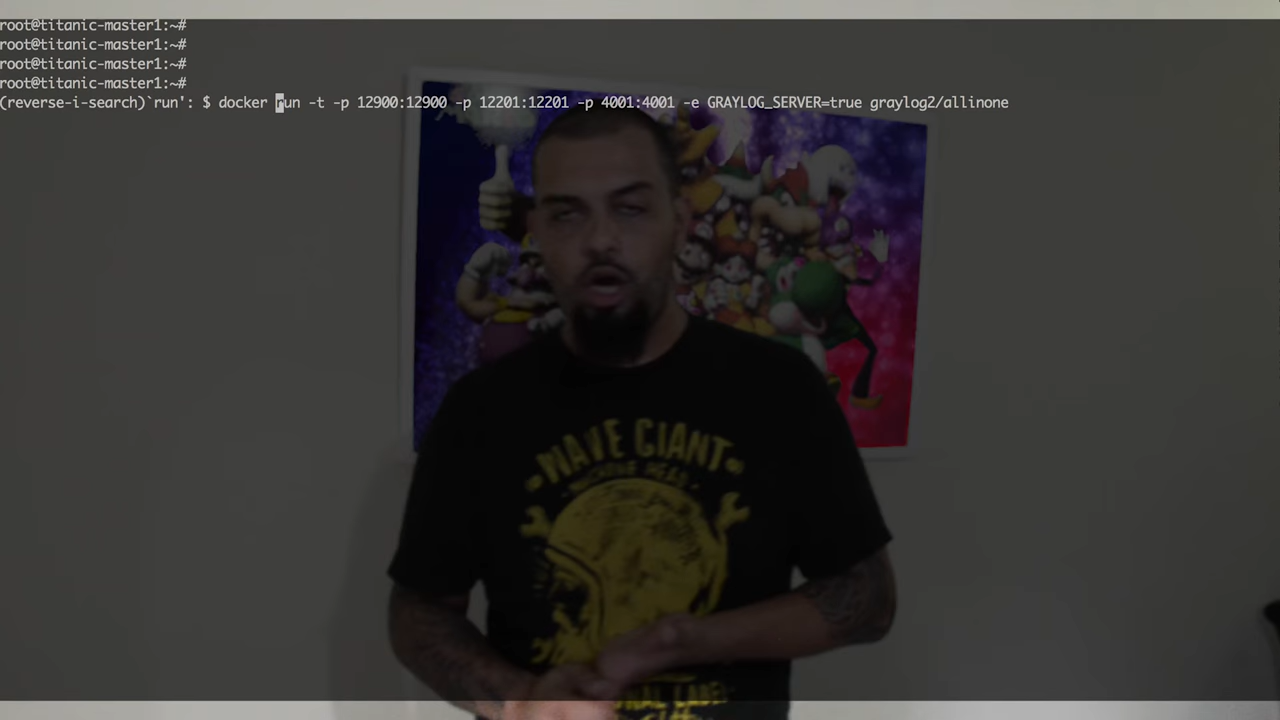 root@titanic-master1:~#
root@titanic-master1:~#
root@titanic-master1:~#
root@titanic-master1:~#
(reverse-i-search)`run': $ docker run -t -p 12900:12900 -p 12201:12201 -p 4001:4001 -e GRAYLOG_SERVER=true graylog2/allinone
WAVE GIANT